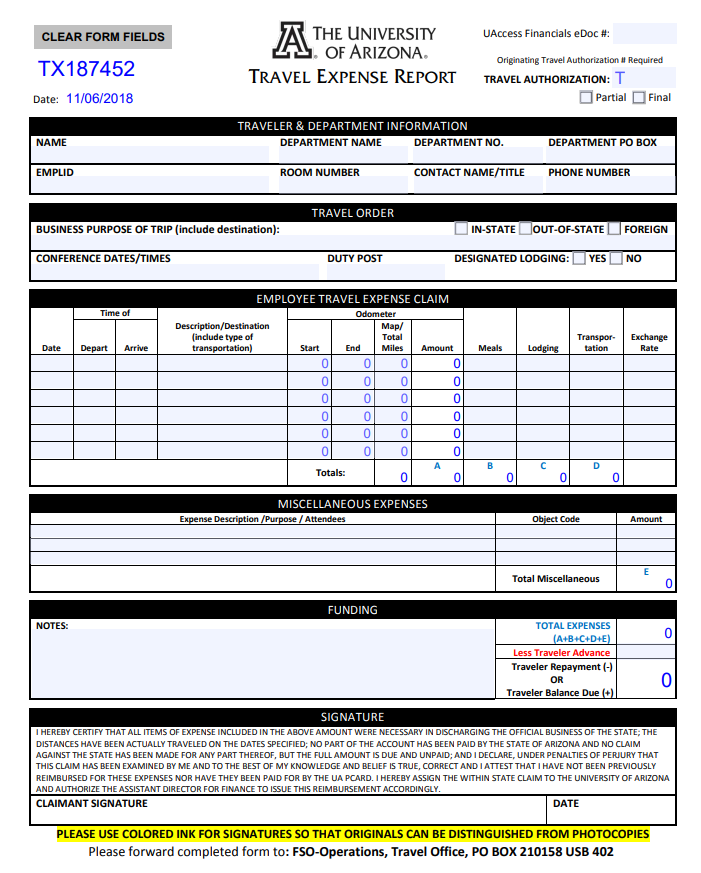 CLEAR FORM FIELDS
TX187452
Date: 11/06/2018
A THE UNIVERSITY
OF ARIZONA®
TRAVEL EXPENSE REPORT
UAccess Financials eDoc #:
Originating Travel Authorization # Required
TRAVEL AUTHORIZATION: T
Partial Final
TRAVELER & DEPARTMENT INFORMATION
NAME DEPARTMENT NAME DEPARTMENT NO. DEPARTMENT PO BOX
EMPLID ROOM NUMBER CONTACT NAME/TITLE PHONE NUMBER
TRAVEL ORDER
BUSINESS PURPOSE OF TRIP (include destination): IN-STATE OUT-OF-STATE FOREIGN
CONFERENCE DATES/TIMES DUTY POST DESIGNATED LODGING: YES NO
EMPLOYEE TRAVEL EXPENSE CLAIM
Time of Odometer
Date Depart Arrive Description/Destination (include type of transportation) Start End Map/ Total Miles Amount Meals Lodging Transpor- tation Exchange Rate
0 0 0 0
0 0 0 0
0 0 0 0
0 0 0 0
0 0 0 0
0 0 0 0
Totals: 0 A 0 B 0 C 0 D 0
MISCELLANEOUS EXPENSES
Expense Description /Purpose / Attendees Object Code Amount
Total Miscellaneous E 0
FUNDING
NOTES:
TOTAL EXPENSES
(A+B+C+D+E) 0
Less Traveler Advance
Traveler Repayment (-)
OR 0
Traveler Balance Due (+)
SIGNATURE
I HEREBY CERTIFY THAT ALL ITEMS OF EXPENSE INCLUDED IN THE ABOVE AMOUNT WERE NECESSARY IN DISCHARGING THE OFFICIAL BUSINESS OF THE STATE; THE
DISTANCES HAVE BEEN ACTUALLY TRAVELED ON THE DATES SPECIFIED; NO PART OF THE ACCOUNT HAS BEEN PAID BY THE STATE OF ARIZONA AND NO CLAIM
AGAINST THE STATE HAS BEEN MADE FOR ANY PART THEREOF, BUT THE FULL AMOUNT IS DUE AND UNPAID; AND I DECLARE, UNDER PENALTIES OF PERJURY THAT
THIS CLAIM HAS BEEN EXAMINED BY ME AND TO THE BEST OF MY KNOWLEDGE AND BELIEF IS TRUE, CORRECT AND I ATTEST THAT I HAVE NOT BEEN PREVIOUSLY
REIMBURSED FOR THESE EXPENSES NOR HAVE THEY BEEN PAID FOR BY THE UA PCARD. I HEREBY ASSIGN THE WITHIN STATE CLAIM TO THE UNIVERSITY OF ARIZONA
AND AUTHORIZE THE ASSISTANT DIRECTOR FOR FINANCE TO ISSUE THIS REIMBURSEMENT ACCORDINGLY.
CLAIMANT SIGNATURE DATE
PLEASE USE COLORED INK FOR SIGNATURES SO THAT ORIGINALS CAN BE DISTINGUISHED FROM PHOTOCOPIES
Please forward completed form to: FSO-Operations, Travel Office, PO BOX 210158 USB 402